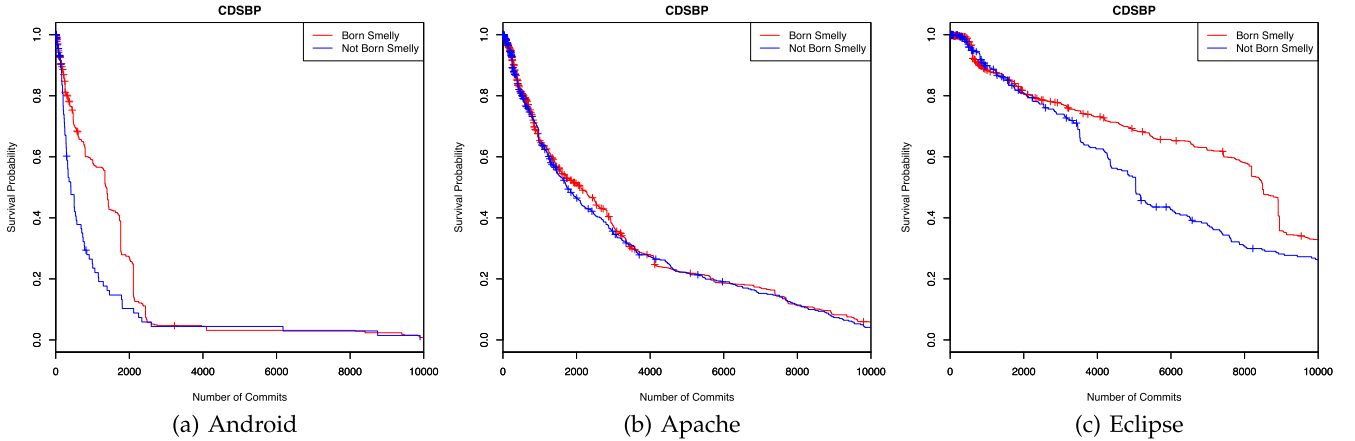 CDSBP
Born Smelly
Not Born Smelly
Survival Probability
1.0
0.8
0.6
0.4
0.2
0.0
0 2000 4000 6000 8000 10000
Number of Commits
(a) Android
CDSBP
Born Smelly
Not Born Smelly
Survival Probability
1.0
0.8
0.6
0.4
0.2
0.0
0 2000 4000 6000 8000 10000
Number of Commits
(b) Apache
CDSBP
Born Smelly
Not Born Smelly
Survival Probability
1.0
0.8
0.6
0.4
0.2
0.0
0 2000 4000 6000 8000 10000
Number of Commits
(c) Eclipse